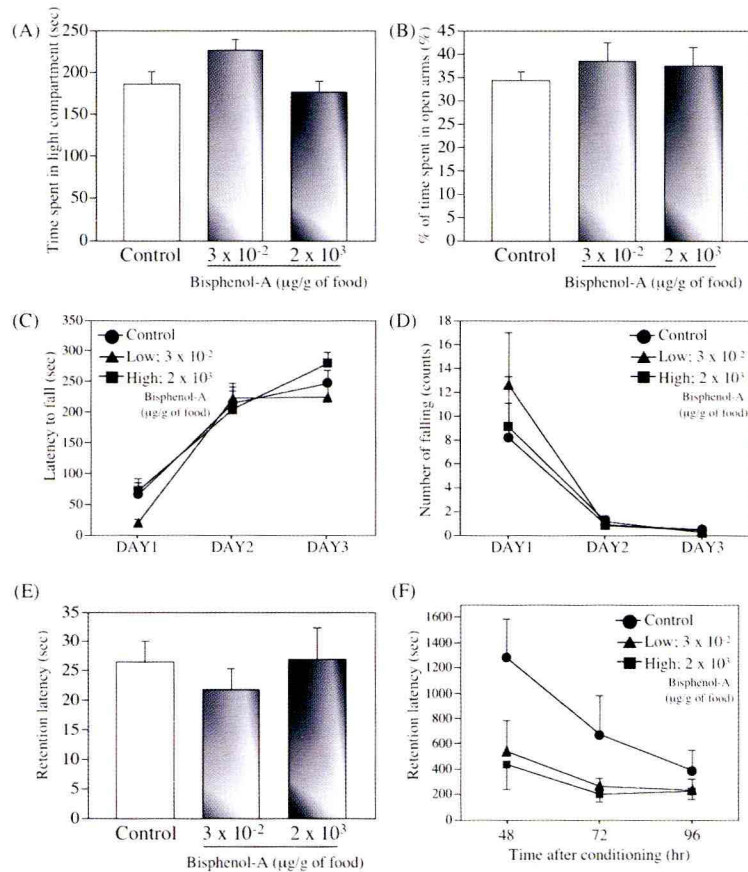 (A)
Time spent in light compartment (sec)
250
200
150
100
50
0
Control
3 x 10⁻²
2 x 10³
Bisphenol-A (μg/g of food)
(B)
% of time spent in open arms (%)
45
40
35
30
25
20
15
10
5
0
Control
3 x 10⁻²
2 x 10³
Bisphenol-A (μg/g of food)
(C)
Latency to fall (sec)
350
300
250
200
150
100
50
0
Control
Low; 3 x 10⁻²
High; 2 x 10³
Bisphenol-A
(μg/g of food)
DAY1
DAY2
DAY3
(D)
Number of falling (counts)
18
16
14
12
10
8
6
4
2
0
Control
Low; 3 x 10⁻²
High; 2 x 10³
Bisphenol-A
(μg/g of food)
DAY1
DAY2
DAY3
(E)
Retention latency (sec)
35
30
25
20
15
10
5
0
Control
3 x 10⁻²
2 x 10³
Bisphenol-A (μg/g of food)
(F)
Retention latency (sec)
1600
1400
1200
1000
800
600
400
200
0
Control
Low; 3 x 10⁻²
High; 2 x 10³
Bisphenol-A
(μg/g of food)
48
72
96
Time after conditioning (hr)